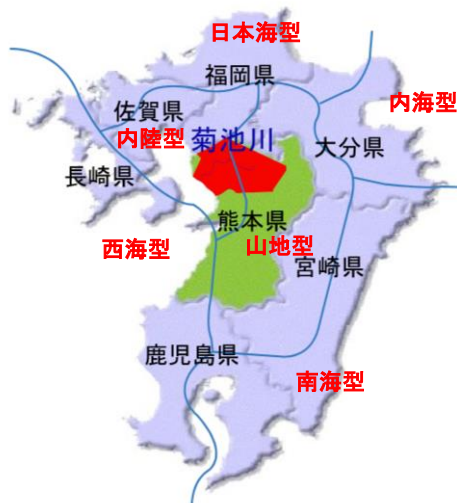 日本海型
福岡県
内海型
佐賀県
内陸型
菊池川
大分県
長崎県
熊本県
西海型
山地型
宮崎県
鹿児島県
南海型